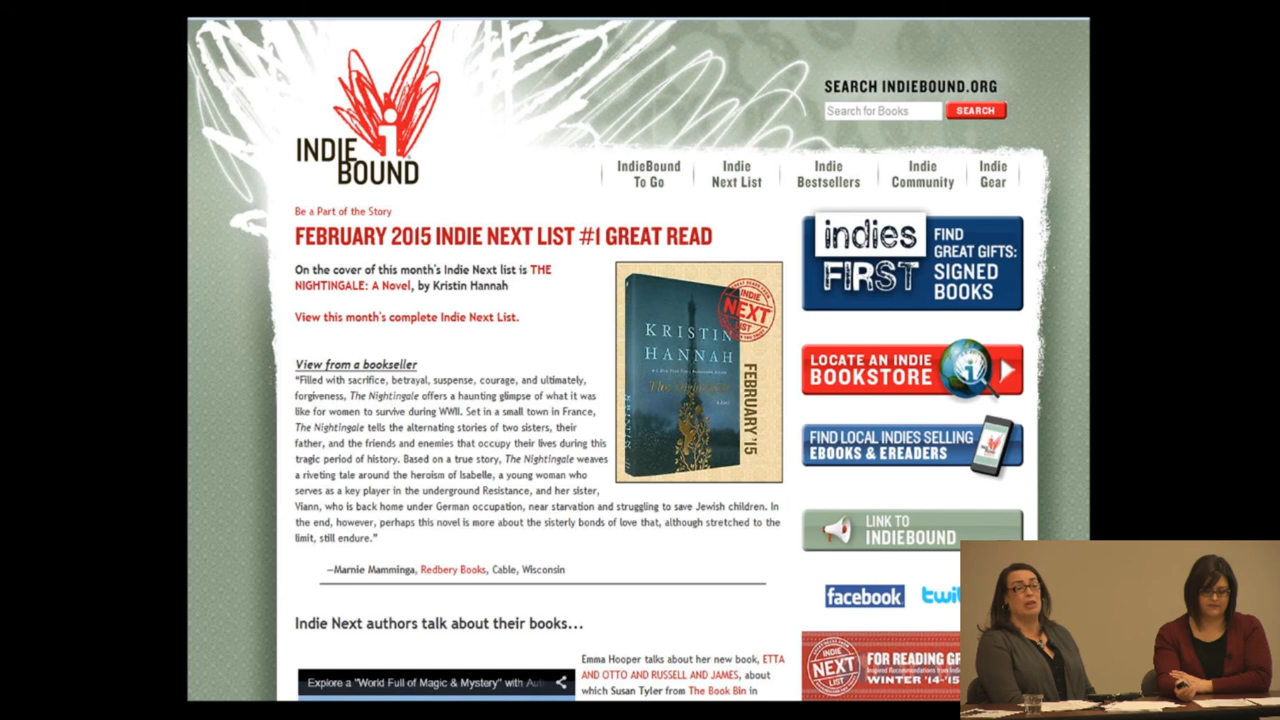 SEARCH INDIEBOUND.ORG
Search for Books
SEARCH
i
INDIE
BOUND
IndieBound
To Go
Indie
Next List
Indie
Bestsellers
Indie
Community
Indie
Gear
Be a Part of the Story
FEBRUARY 2015 INDIE NEXT LIST #1 GREAT READ
On the cover of this month's Indie Next list is THE
NIGHTINGALE: A Novel, by Kristin Hannah
View this month's complete Indie Next List.
View from a bookseller
“Filled with sacrifice, betrayal, suspense, courage, and ultimately,
forgiveness, The Nightingale offers a haunting glimpse of what it was
like for women to survive during WWII. Set in a small town in France,
The Nightingale tells the alternating stories of two sisters, their
father, and the friends and enemies that occupy their lives during this
tragic period of history. Based on a true story, The Nightingale weaves
a riveting tale around the heroism of Isabelle, a young woman who
serves as a key player in the underground Resistance, and her sister,
Viann, who is back home under German occupation, near starvation and struggling to save Jewish children. In
the end, however, perhaps this novel is more about the sisterly bonds of love that, although stretched to the
limit, still endure.”
—Marnie Mamminga, Redbery Books, Cable, Wisconsin
INDIE
NEXT
LIST
KRISTIN
HANNAH
The Nightingale
FEBRUARY '15
indies
FIRST
FIND
GREAT GIFTS:
SIGNED
BOOKS
LOCATE AN INDIE
BOOKSTORE
FIND LOCAL INDIES SELLING
EBOOKS & EREADERS
LINK TO
INDIEBOUND
facebook
twit
INDIE
NEXT
LIST
FOR READING GR
WINTER '14-'15
Indie Next authors talk about their books...
Explore a "World Full of Magic & Mystery" with Aut
Emma Hooper talks about her new book, ETTA
AND OTTO AND RUSSELL AND JAMES, about
which Susan Tyler from The Book Bin in